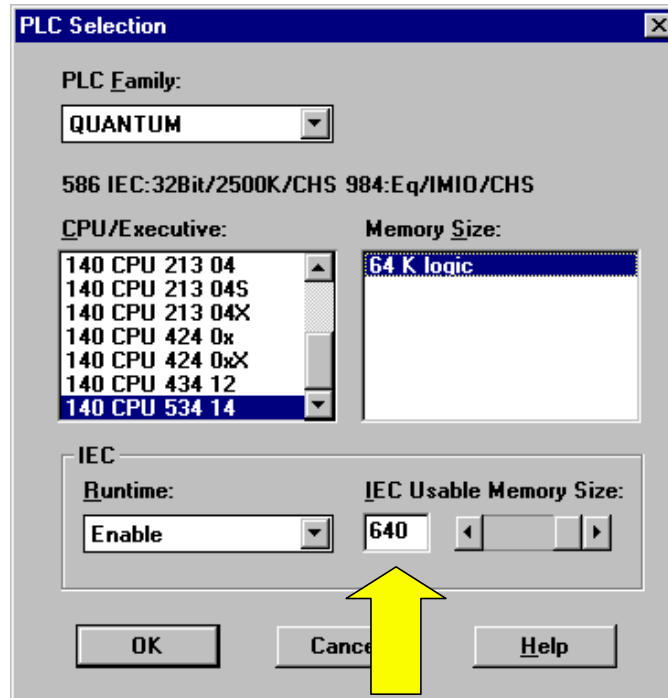 PLC Selection
PLC Family:
QUANTUM
586 IEC:32Bit/2500K/CHS 984:Eq/IMIO/CHS
CPU/Executive:
Memory Size:
140 CPU 213 04
140 CPU 213 04S
140 CPU 213 04X
140 CPU 424 0x
140 CPU 424 0xX
140 CPU 434 12
140 CPU 534 14
64 K logic
IEC
Runtime:
IEC Usable Memory Size:
Enable
640
OK
Cance
Help